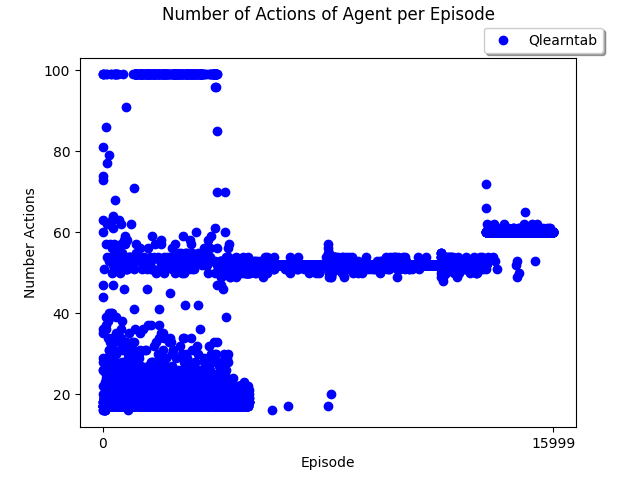 Number of Actions of Agent per Episode
Qlearntab
100
80
60
40
20
Number Actions
0
15999
Episode